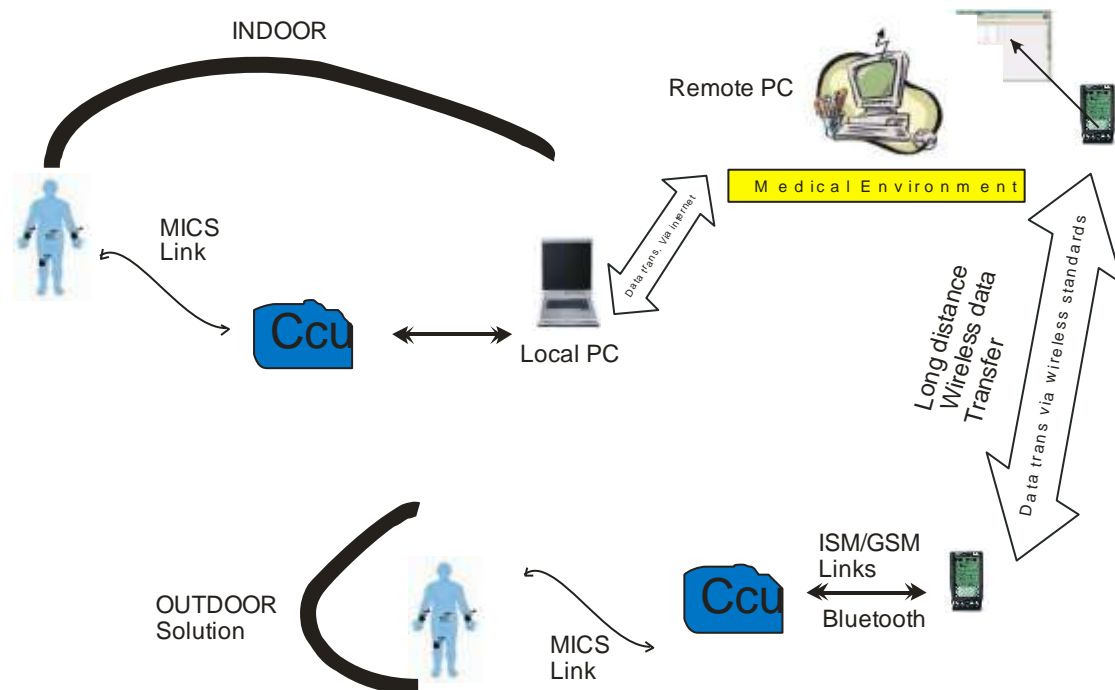 INDOOR
Remote PC
Medical Environment
MICS
Link
Data trans. Via internet
Ccu
Local PC
Long distance
Wireless data
Transfer
Data trans via wireless standards
OUTDOOR
Solution
MICS
Link
Ccu
ISM/GSM
Links
Bluetooth